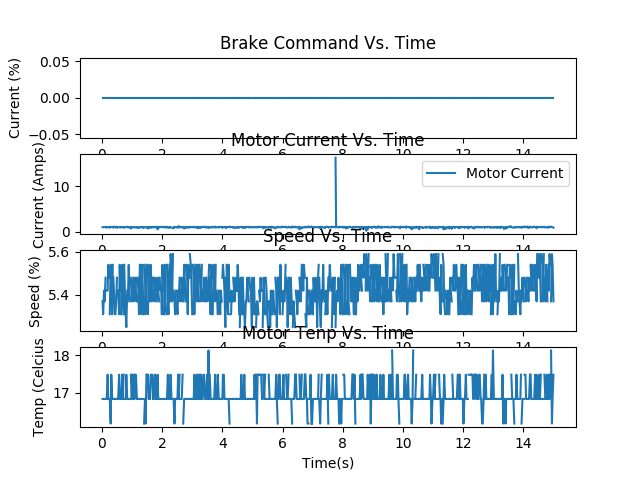 Brake Command Vs. Time
Current (%)
0.05
0.00
−0.05
0 2 4 6 8 10 12 14
Motor Current Vs. Time
Current (Amps)
10
0
Motor Current
0 2 4 6 8 10 12 14
Speed Vs. Time
Speed (%)
5.6
5.4
0 2 4 6 8 10 12 14
Motor Tenp Vs. Time
Temp (Celcius
18
17
0 2 4 6 8 10 12 14
Time(s)